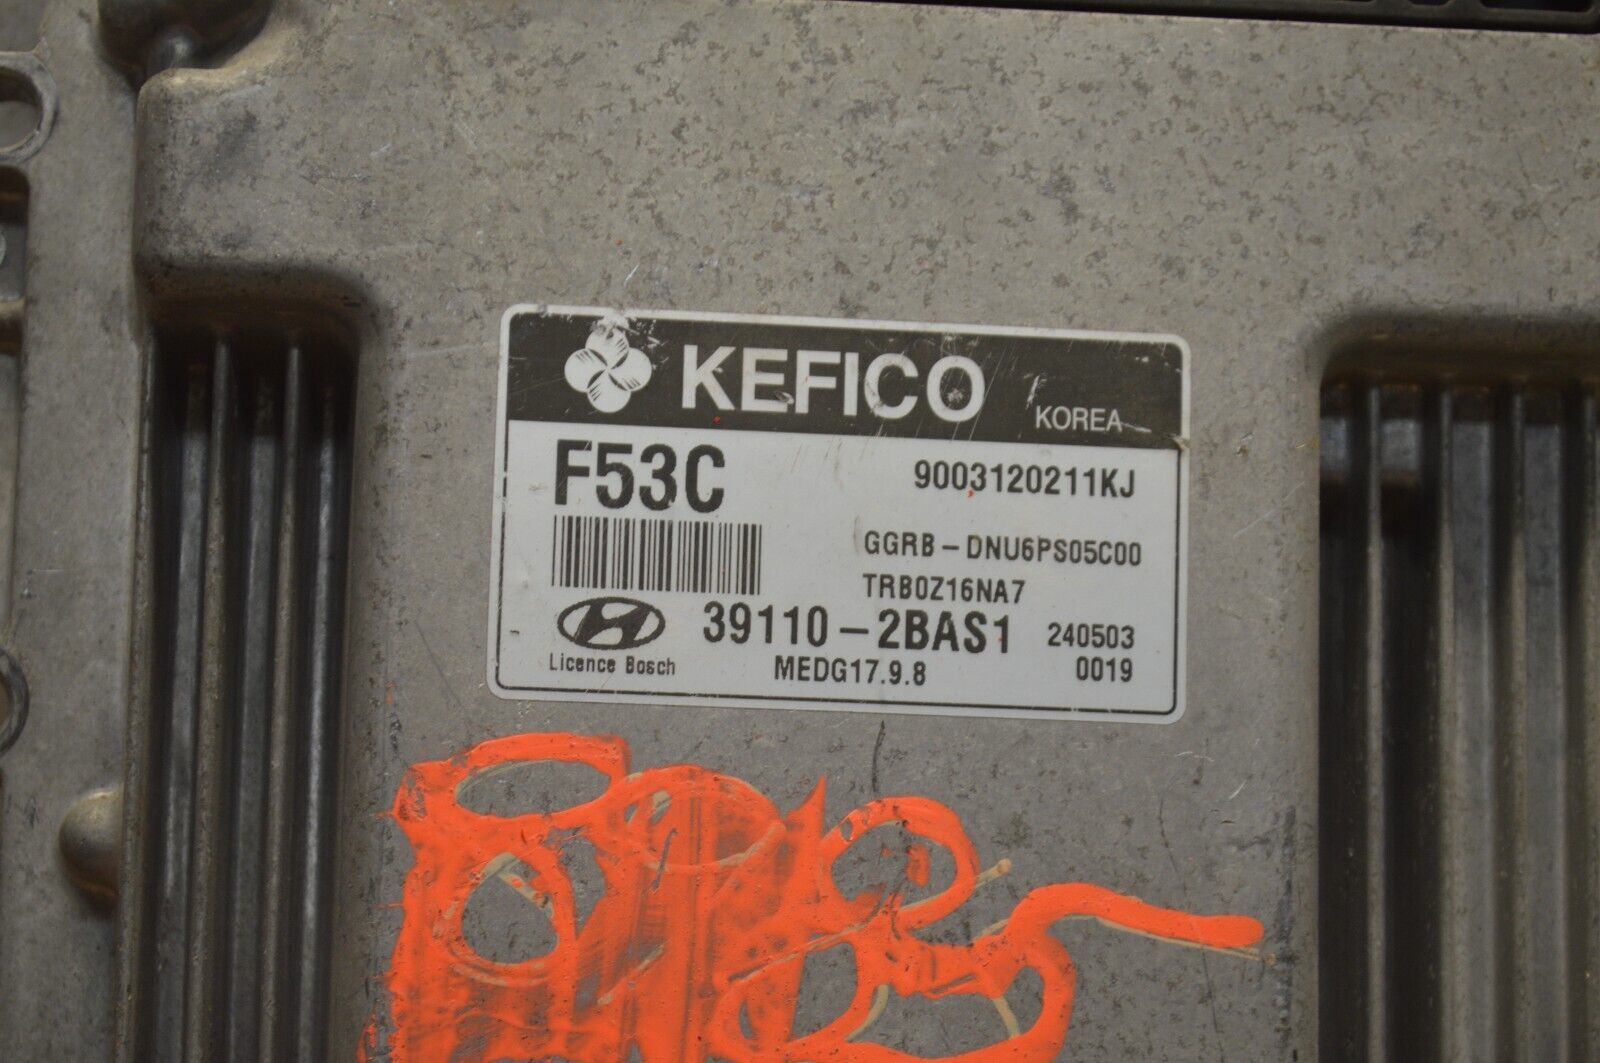 KEFICO KOREA
F53C 9003120211KJ
GGRB-DNU6PS05C00
TRB0Z16NA7
39110-2BAS1 240503
Licence Bosch MEDG17.9.8 0019